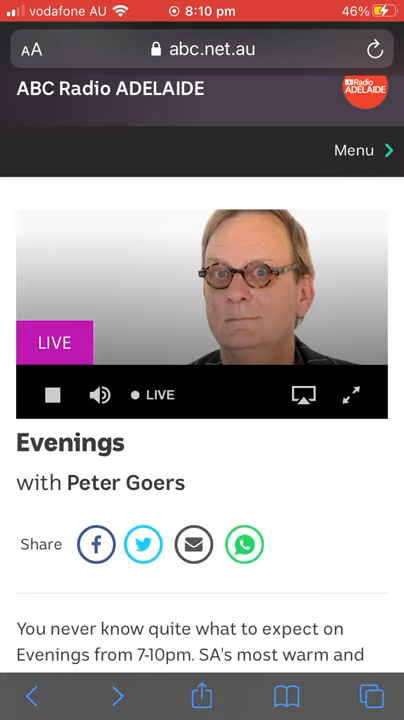 vodafone AU 8:10 pm 46%
AA abc.net.au
ABC Radio ADELAIDE
Radio
ADELAIDE
Menu
LIVE
LIVE
Evenings
with Peter Goers
Share
You never know quite what to expect on
Evenings from 7-10pm. SA's most warm and